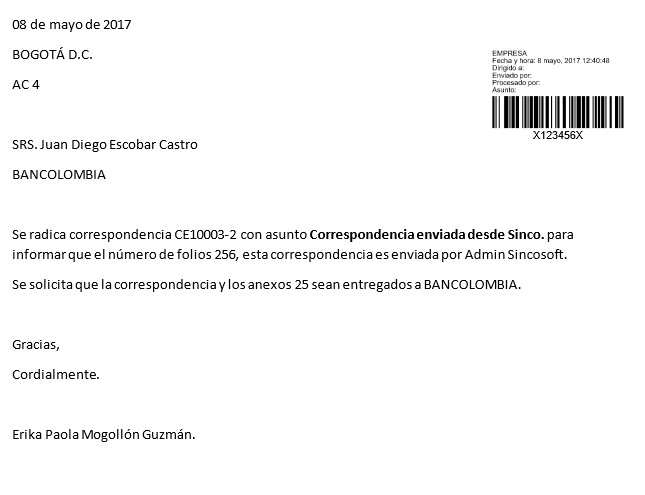 08 de mayo de 2017
BOGOTÁ D.C.
AC 4
EMPRESA
Fecha y hora: 8 mayo, 2017 12:40:48
Dirigido a:
Enviado por:
Procesado por:
Asunto:
X123456X
SRS. Juan Diego Escobar Castro
BANCOLOMBIA
Se radica correspondencia CE10003-2 con asunto Correspondencia enviada desde Sinco. para
informar que el número de folios 256, esta correspondencia es enviada por Admin Sincosoft.
Se solicita que la correspondencia y los anexos 25 sean entregados a BANCOLOMBIA.
Gracias,
Cordialmente.
Erika Paola Mogollón Guzmán.